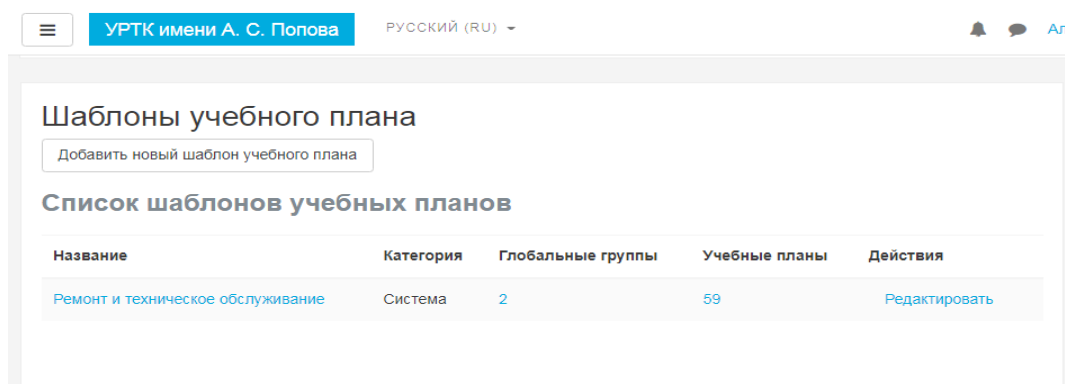 УРТК имени А. С. Попова РУССКИЙ (RU) Ал
Шаблоны учебного плана
Добавить новый шаблон учебного плана
Список шаблонов учебных планов
Название Категория Глобальные группы Учебные планы Действия
Ремонт и техническое обслуживание Система 2 59 Редактировать